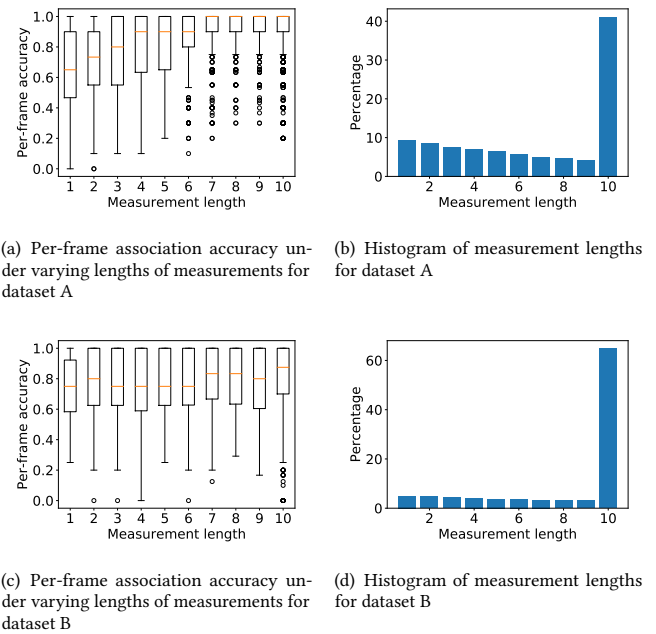 Per-frame accuracy
1.0
0.8
0.6
0.4
0.2
0.0
1 2 3 4 5 6 7 8 9 10
Measurement length
Percentage
40
30
20
10
0
2 4 6 8 10
Measurement length
(a) Per-frame association accuracy un-
der varying lengths of measurements for
dataset A
(b) Histogram of measurement lengths
for dataset A
Per-frame accuracy
1.0
0.8
0.6
0.4
0.2
0.0
1 2 3 4 5 6 7 8 9 10
Measurement length
Percentage
60
40
20
0
2 4 6 8 10
Measurement length
(c) Per-frame association accuracy un-
der varying lengths of measurements for
dataset B
(d) Histogram of measurement lengths
for dataset B